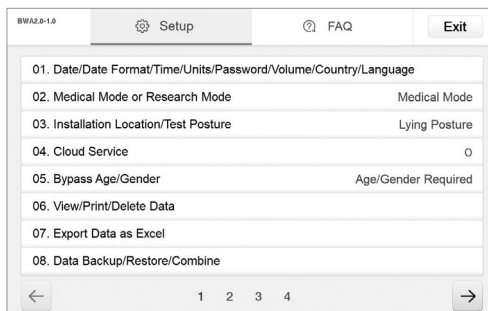 BWA2.0-1.0
Setup
FAQ
Exit
01. Date/Date Format/Time/Units/Password/Volume/Country/Language
02. Medical Mode or Research Mode Medical Mode
03. Installation Location/Test Posture Lying Posture
04. Cloud Service O
05. Bypass Age/Gender Age/Gender Required
06. View/Print/Delete Data
07. Export Data as Excel
08. Data Backup/Restore/Combine
← 1 2 3 4 →